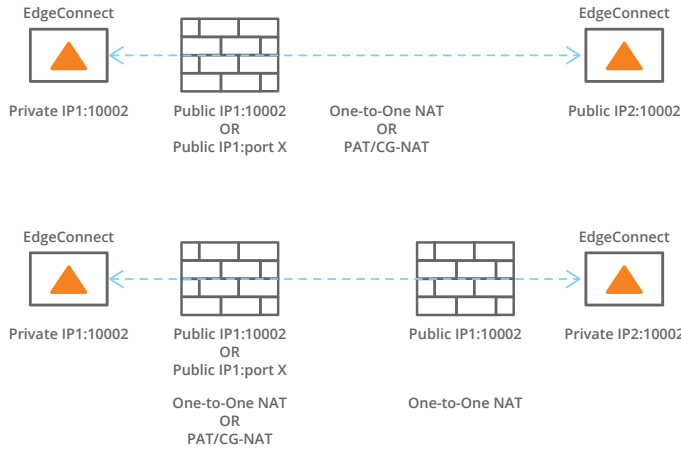 EdgeConnect
EdgeConnect
Private IP1:10002
Public IP1:10002
OR
Public IP1:port X
One-to-One NAT
OR
PAT/CG-NAT
Public IP2:10002
EdgeConnect
EdgeConnect
Private IP1:10002
Public IP1:10002
OR
Public IP1:port X
One-to-One NAT
OR
PAT/CG-NAT
Public IP1:10002
One-to-One NAT
Private IP2:10002